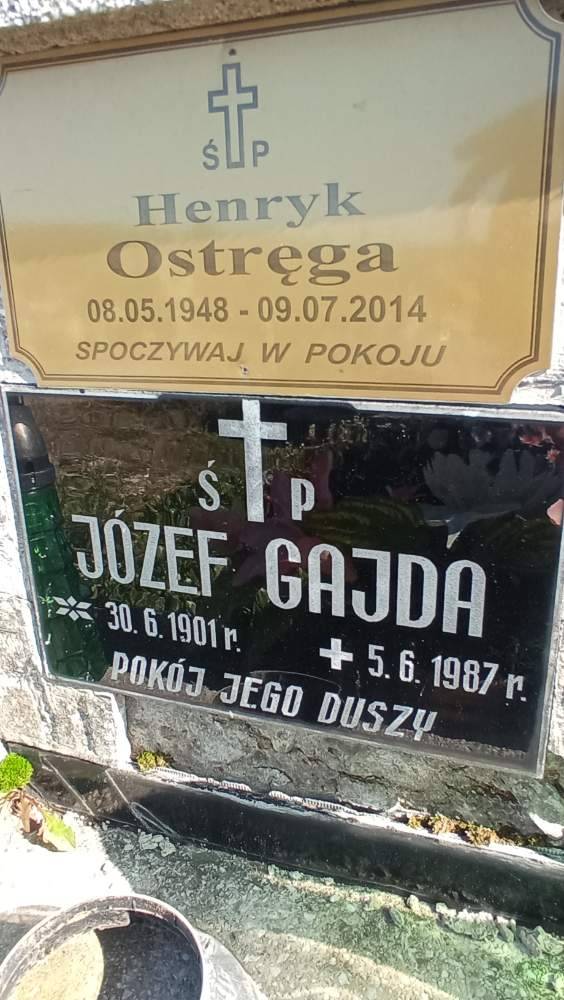 Ś P
Henryk
Ostręga
08.05.1948 - 09.07.2014
SPOCZYWAJ W POKOJU
Ś P
JÓZEF GAJDA
30.6.1901 r.
5.6.1987 r.
POKÓJ JEGO DUSZY